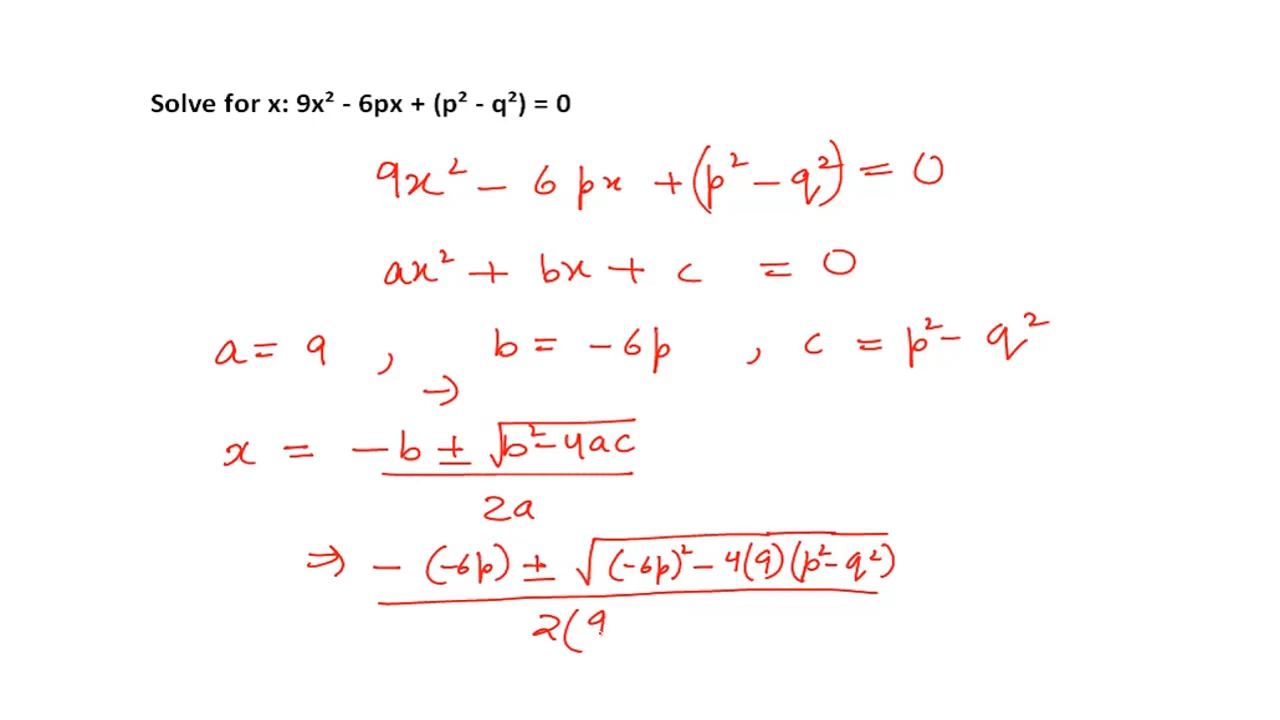 Solve for x: 9x² - 6px + (p² - q²) = 0
9x² - 6px + (p² - q²) = 0
ax² + bx + c = 0
a = 9 , b = -6p , c = p² - q²
→
x = -b ± √b²-4ac
2a
⇒ -(-6p) ± √(-6p)² - 4(9)(p²-q²)
2(9